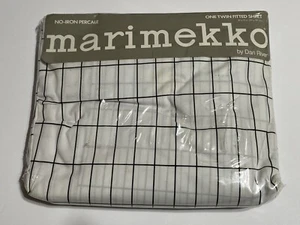 NO-IRON PERCALE
ONE TWIN FITTED SHEET
marimekko
by Dan River